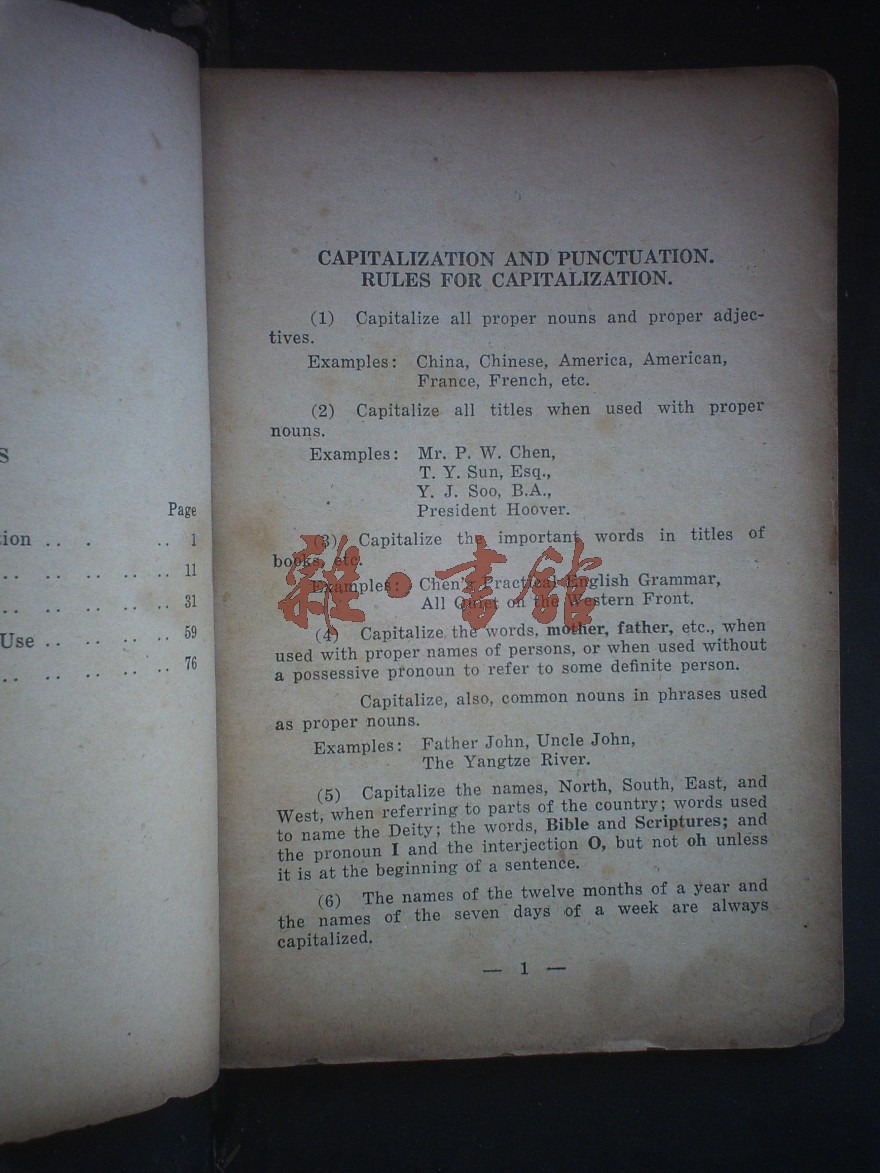 S
Page
tion .. . .. 1
.. .. .. .. .. 11
.. .. .. .. .. 31
Use .. .. .. .. 59
.. .. .. .. .. 76
CAPITALIZATION AND PUNCTUATION.
RULES FOR CAPITALIZATION.
(1) Capitalize all proper nouns and proper adjec-
tives.
Examples: China, Chinese, America, American,
France, French, etc.
(2) Capitalize all titles when used with proper
nouns.
Examples: Mr. P. W. Chen,
T. Y. Sun, Esq.,
Y. J. Soo, B.A.,
President Hoover.
(3) Capitalize the important words in titles of
books, etc.
Examples: Chen's Practical English Grammar,
All Quiet on the Western Front.
(4) Capitalize the words, mother, father, etc., when
used with proper names of persons, or when used without
a possessive pronoun to refer to some definite person.
Capitalize, also, common nouns in phrases used
as proper nouns.
Examples: Father John, Uncle John,
The Yangtze River.
(5) Capitalize the names, North, South, East, and
West, when referring to parts of the country; words used
to name the Deity; the words, Bible and Scriptures; and
the pronoun I and the interjection O, but not oh unless
it is at the beginning of a sentence.
(6) The names of the twelve months of a year and
the names of the seven days of a week are always
capitalized.
— 1 —
雜·書館